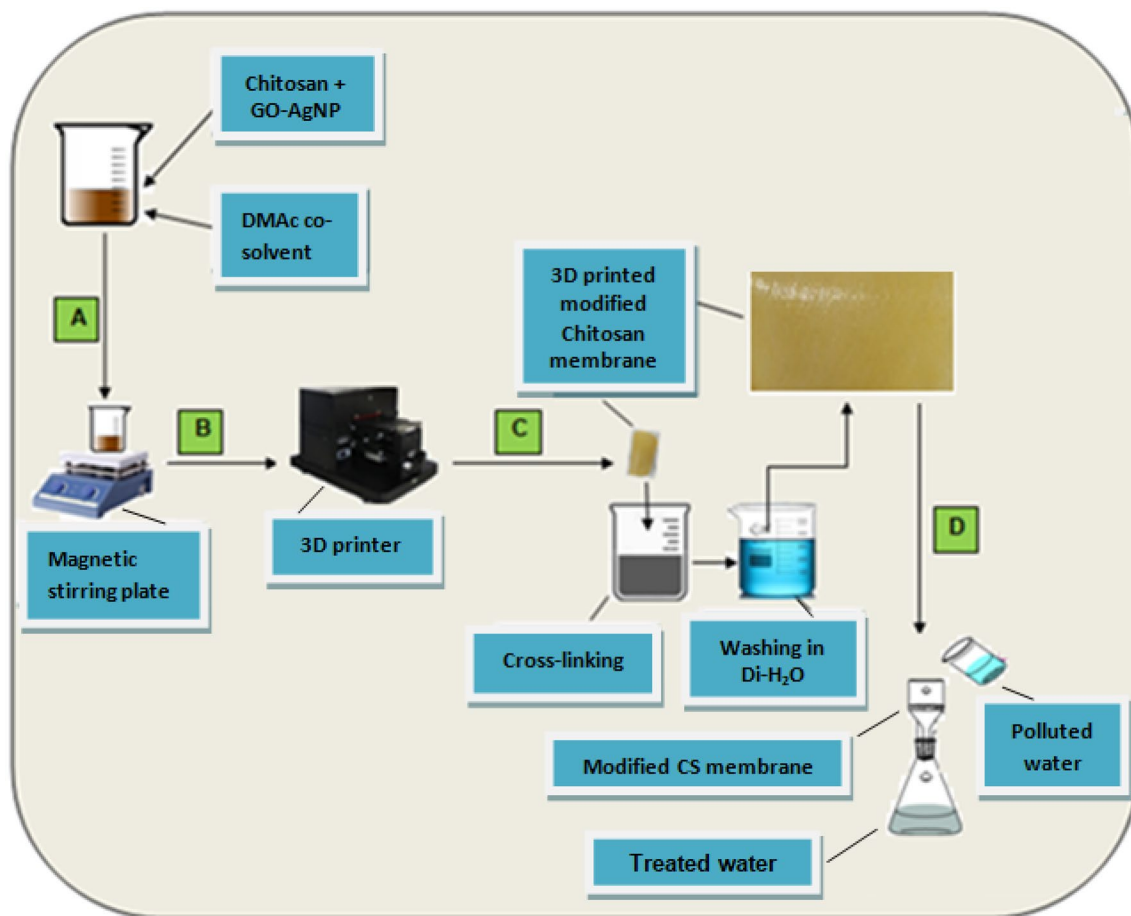 Chitosan +
GO-AgNP
DMAc co-
solvent
A
3D printed
modified
Chitosan
membrane
B
C
D
Magnetic
stirring plate
3D printer
Cross-linking
Washing in
Di-H₂O
Modified CS membrane
Polluted
water
Treated water